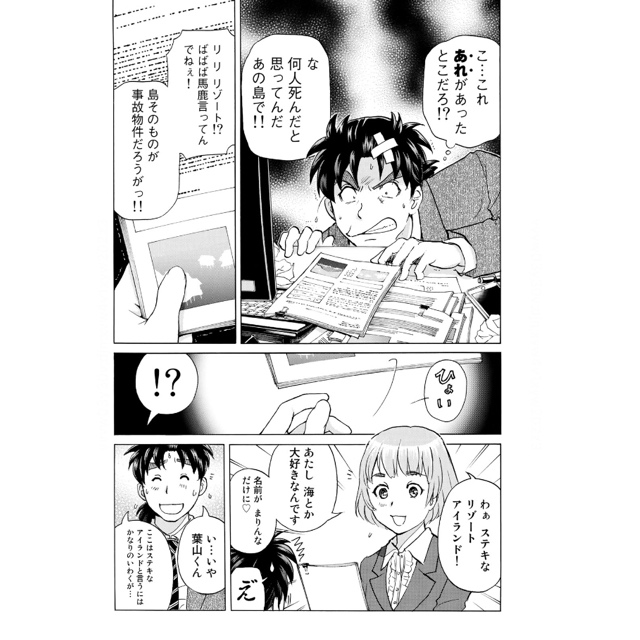 こ…これ
あれがあった
とこだろ!?
な
何人死んだと
思ってんだ
あの島で!!
リ リ リゾート!?
ばばば馬鹿言ってん
でねぇ!
島そのものが
事故物件だろうがっ!!
ひょい
!?
わぁ ステキな
リゾート
アイランド!
あたし 海とか
大好きなんです
名前が まりんな
だけに♡
え゛
い…いや
葉山くん
ここはステキな
アイランドと言うには
かなりのいわくが…